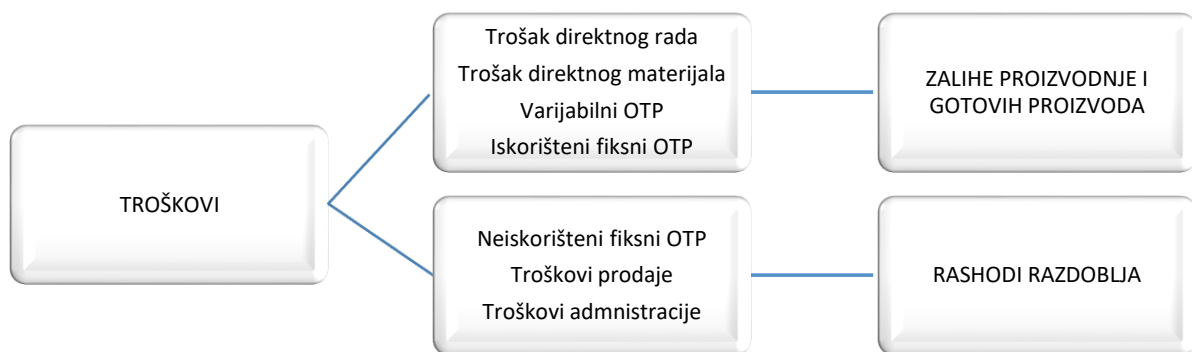 TROŠKOVI
Trošak direktnog rada
Trošak direktnog materijala
Varijabilni OTP
Iskorišteni fiksni OTP
ZALIHE PROIZVODNJE I
GOTOVIH PROIZVODA
Neiskorišteni fiksni OTP
Troškovi prodaje
Troškovi admnistracije
RASHODI RAZDOBLJA